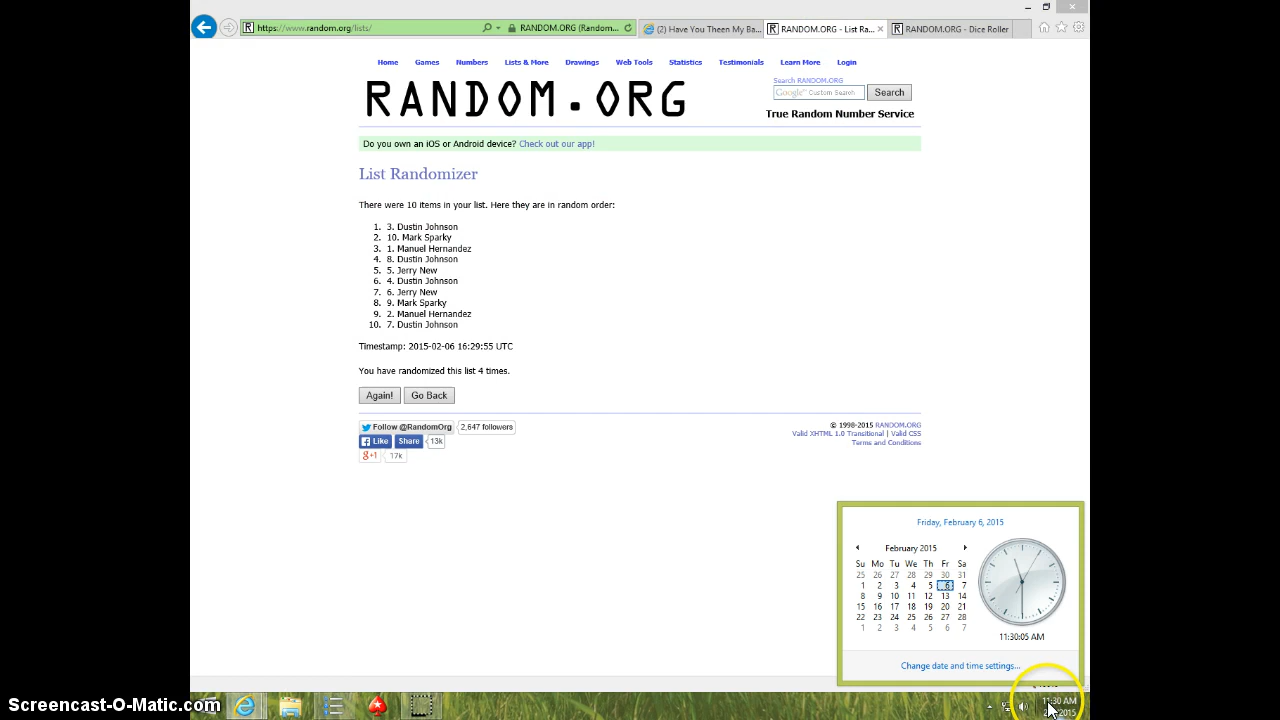 https://www.random.org/lists/
RANDOM.ORG (Random...
(2) Have You Theen My Ba...
RANDOM.ORG - List Ra...
RANDOM.ORG - Dice Roller
Home Games Numbers Lists & More Drawings Web Tools Statistics Testimonials Learn More Login
RANDOM.ORG
Search RANDOM.ORG
Google™ Custom Search
Search
True Random Number Service
Do you own an iOS or Android device? Check out our app!
List Randomizer
There were 10 items in your list. Here they are in random order:
1. 3. Dustin Johnson
2. 10. Mark Sparky
3. 1. Manuel Hernandez
4. 8. Dustin Johnson
5. 5. Jerry New
6. 4. Dustin Johnson
7. 6. Jerry New
8. 9. Mark Sparky
9. 2. Manuel Hernandez
10. 7. Dustin Johnson
Timestamp: 2015-02-06 16:29:55 UTC
You have randomized this list 4 times.
Again! Go Back
Follow @RandomOrg 2,647 followers
Like Share 13k
g+1 17k
© 1998-2015 RANDOM.ORG
Valid XHTML 1.0 Transitional | Valid CSS
Terms and Conditions
Friday, February 6, 2015
February 2015
Su Mo Tu We Th Fr Sa
25 26 27 28 29 30 31
1 2 3 4 5 6 7
8 9 10 11 12 13 14
15 16 17 18 19 20 21
22 23 24 25 26 27 28
1 2 3 4 5 6 7
11:30:05 AM
Change date and time settings...
11:30 AM
Screencast-O-Matic.com